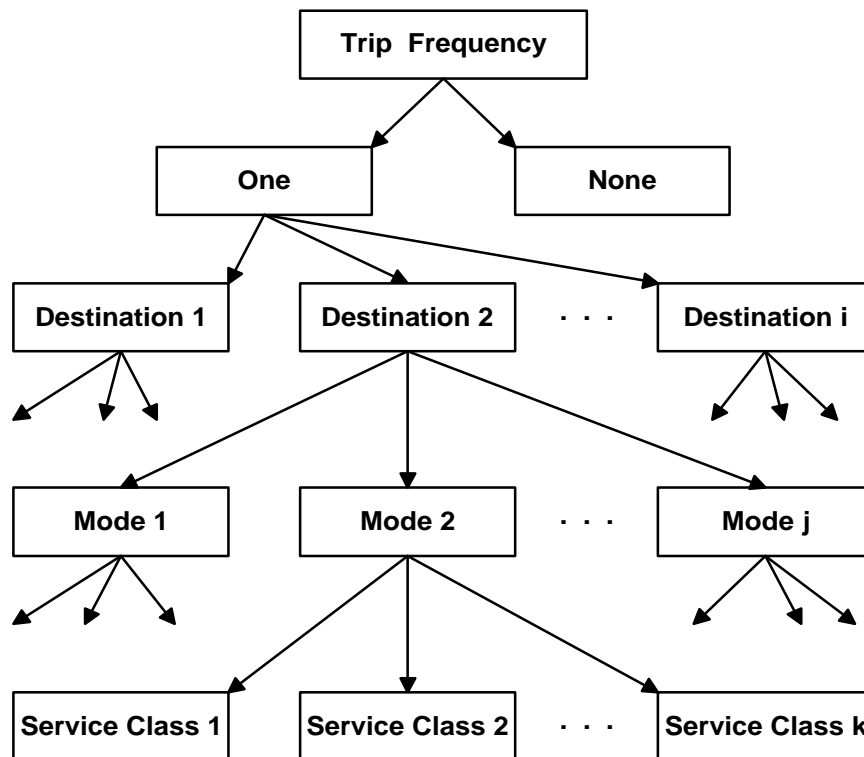 Trip Frequency
One
None
Destination 1
Destination 2
. . .
Destination i
Mode 1
Mode 2
. . .
Mode j
Service Class 1
Service Class 2
. . .
Service Class k